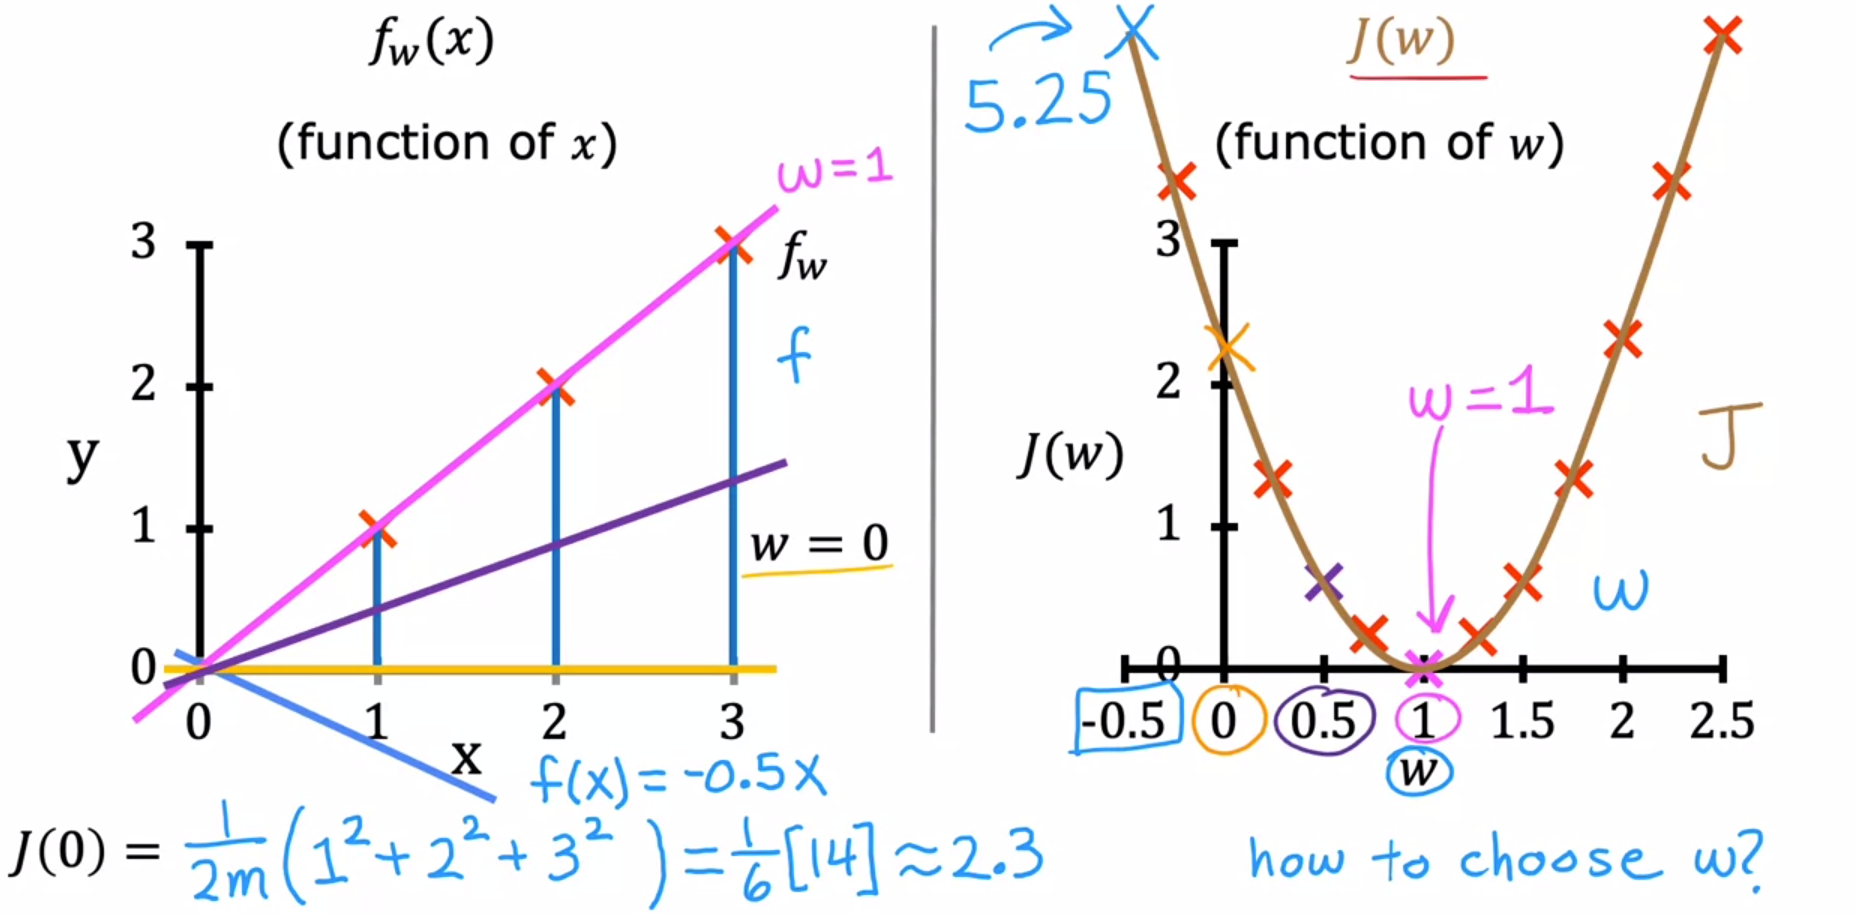 f_w(x)
(function of x)
w=1
3
f_w
f
2
y
1
w = 0
0
0 1 2 3
x
f(x) = -0.5x
J(0) = 1/2m (1² + 2² + 3²) = 1/6 [14] ≈ 2.3
J(w)
5.25
(function of w)
3
2
w=1
J
J(w)
1
w
0
-0.5 0 0.5 1 1.5 2 2.5
w
how to choose w?